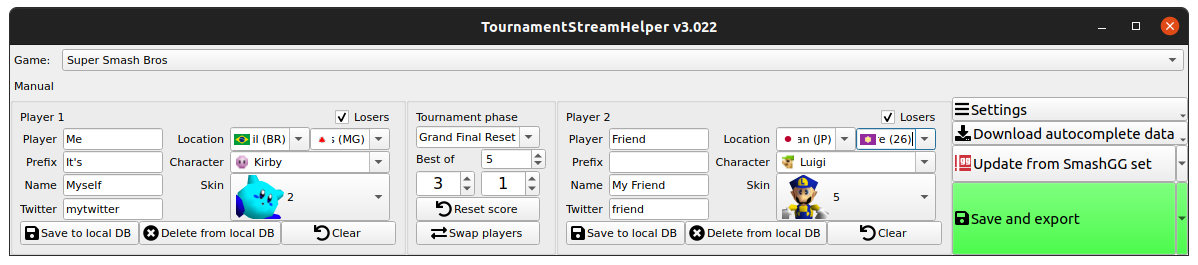 TournamentStreamHelper v3.022
Game: Super Smash Bros
Manual
Player 1 Losers
Player Me Location il (BR) s (MG)
Prefix It's Character Kirby
Name Myself Skin 2
Twitter mytwitter
Save to local DB Delete from local DB Clear
Tournament phase
Grand Final Reset
Best of 5
3 1
Reset score
Swap players
Player 2 Losers
Player Friend Location an (JP) e (26)
Prefix Character Luigi
Name My Friend Skin 5
Twitter friend
Save to local DB Delete from local DB Clear
Settings
Download autocomplete data
Update from SmashGG set
Save and export